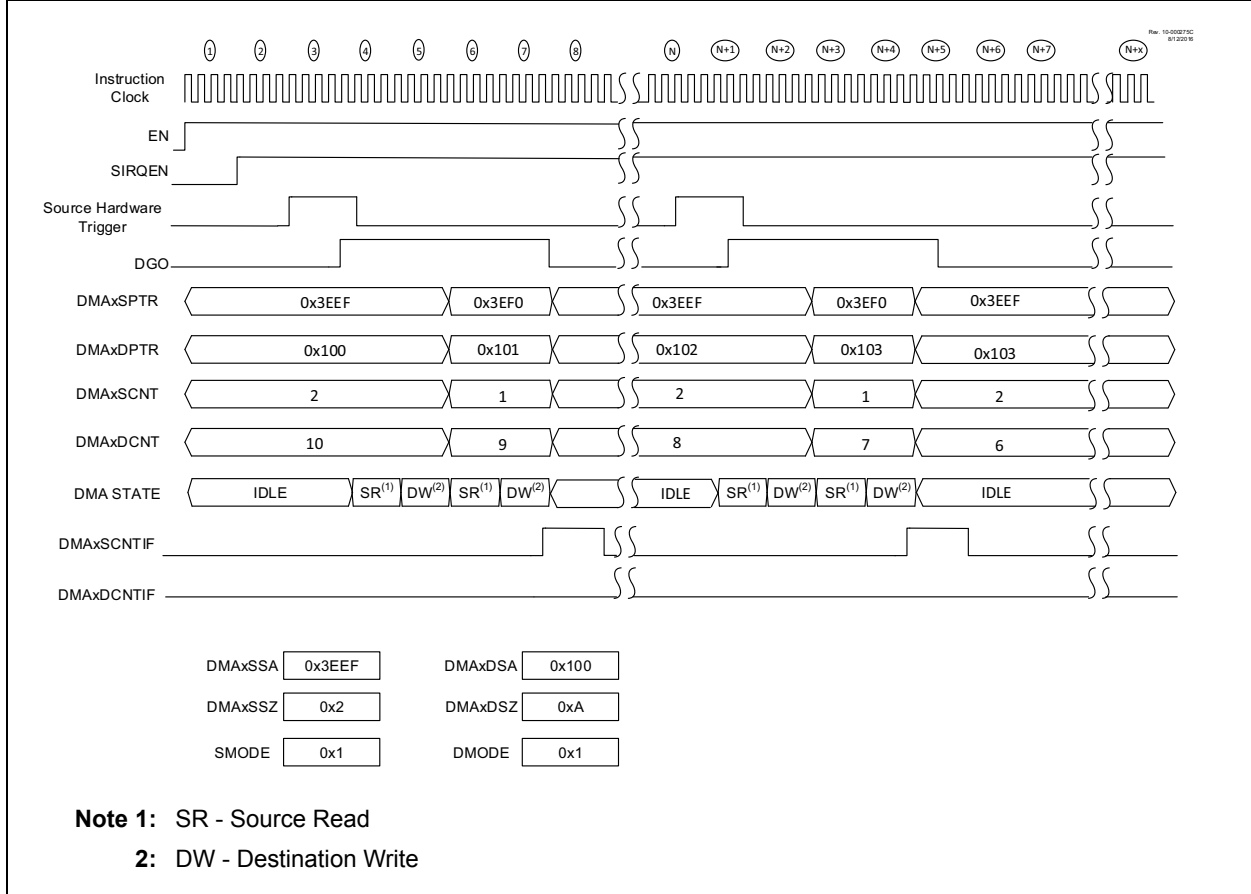 Rev. 10-000275C
8/12/2016
1 2 3 4 5 6 7 8 N N+1 N+2 N+3 N+4 N+5 N+6 N+7 N+x
Instruction
Clock
EN
SIRQEN
Source Hardware
Trigger
DGO
DMAxSPTR 0x3EEF 0x3EF0 0x3EEF 0x3EF0 0x3EEF
DMAxDPTR 0x100 0x101 0x102 0x103 0x103
DMAxSCNT 2 1 2 1 2
DMAxDCNT 10 9 8 7 6
DMA STATE IDLE SR(1) DW(2) SR(1) DW(2) IDLE SR(1) DW(2) SR(1) DW(2) IDLE
DMAxSCNTIF
DMAxDCNTIF
DMAxSSA 0x3EEF DMAxDSA 0x100
DMAxSSZ 0x2 DMAxDSZ 0xA
SMODE 0x1 DMODE 0x1
Note 1: SR - Source Read
2: DW - Destination Write